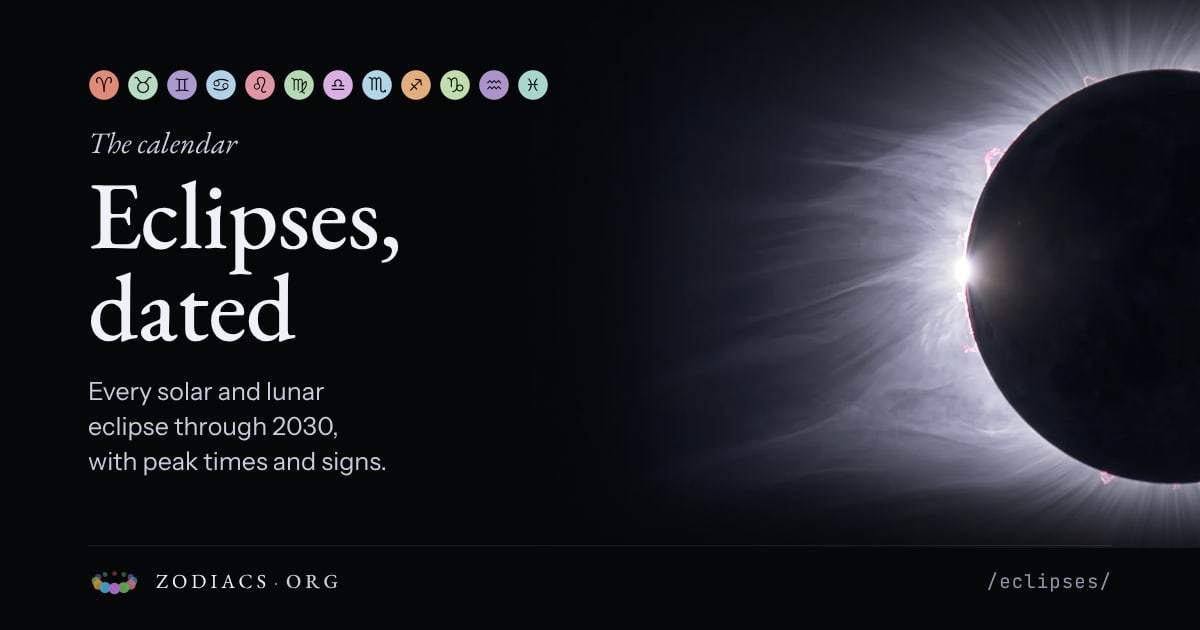 ♈ ♉ ♊ ♋ ♌ ♍ ♎ ♏ ♐ ♑ ♒ ♓
The calendar
Eclipses,
dated
Every solar and lunar
eclipse through 2030,
with peak times and signs.
ZODIACS·ORG
/eclipses/